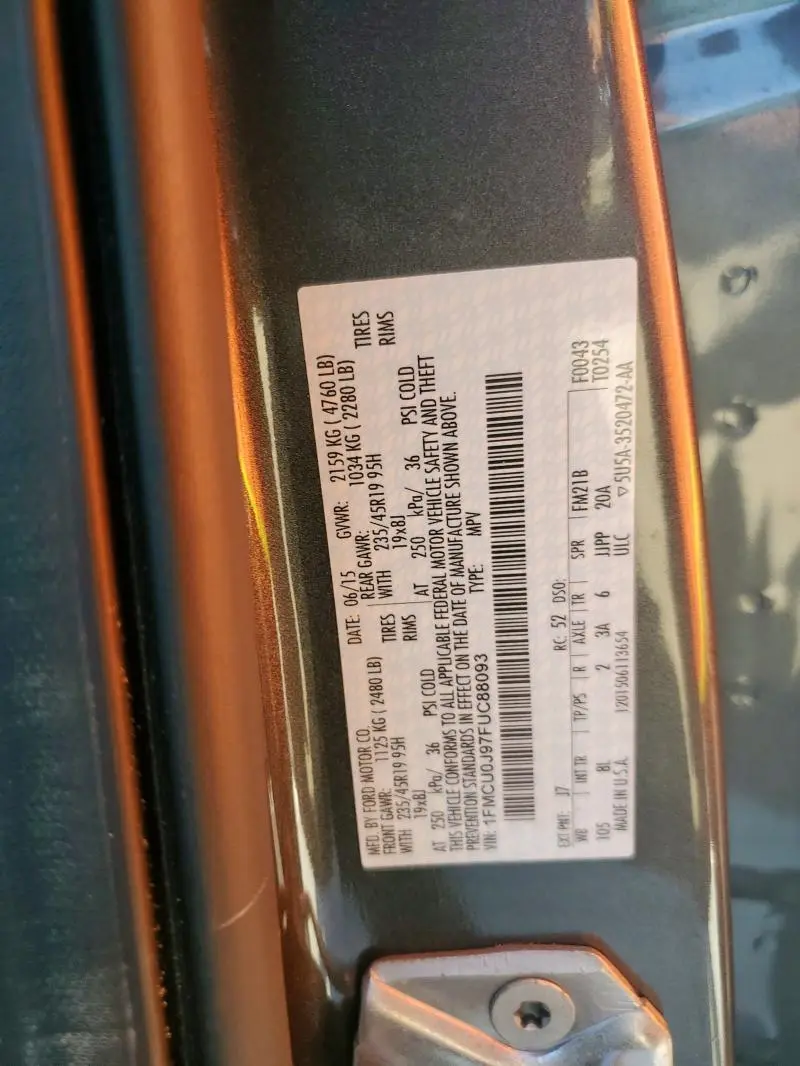 MFD. BY FORD MOTOR CO.
DATE: 06/15 GVWR: 2159 KG ( 4760 LB)
FRONT GAWR: 1125 KG ( 2480 LB)
REAR GAWR: 1034 KG ( 2280 LB)
WITH 235/45R19 95H TIRES
WITH 235/45R19 95H TIRES
19x8J RIMS
19x8J RIMS
AT 250 kPa/ 36 PSI COLD
AT 250 kPa/ 36 PSI COLD
THIS VEHICLE CONFORMS TO ALL APPLICABLE FEDERAL MOTOR VEHICLE SAFETY AND THEFT
PREVENTION STANDARDS IN EFFECT ON THE DATE OF MANUFACTURE SHOWN ABOVE.
VIN: 1FMCU0J97FUC88093 TYPE: MPV
EXT PNT: J7 RC: 52 DSO:
WB INT TR TP/PS R AXLE TR SPR FM21B F0043
105 8L 2 3A 6 JJPP 20A T0254
MADE IN U.S.A. 1201506113654 ULC ▽5U5A-3520472-AA